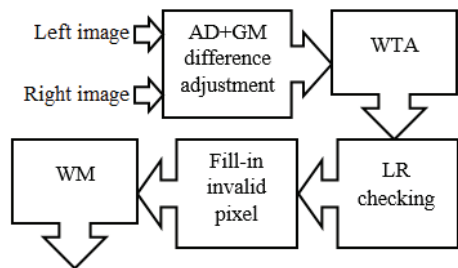 Left image
Right image
AD+GM
difference
adjustment
WTA
LR
checking
Fill-in
invalid
pixel
WM